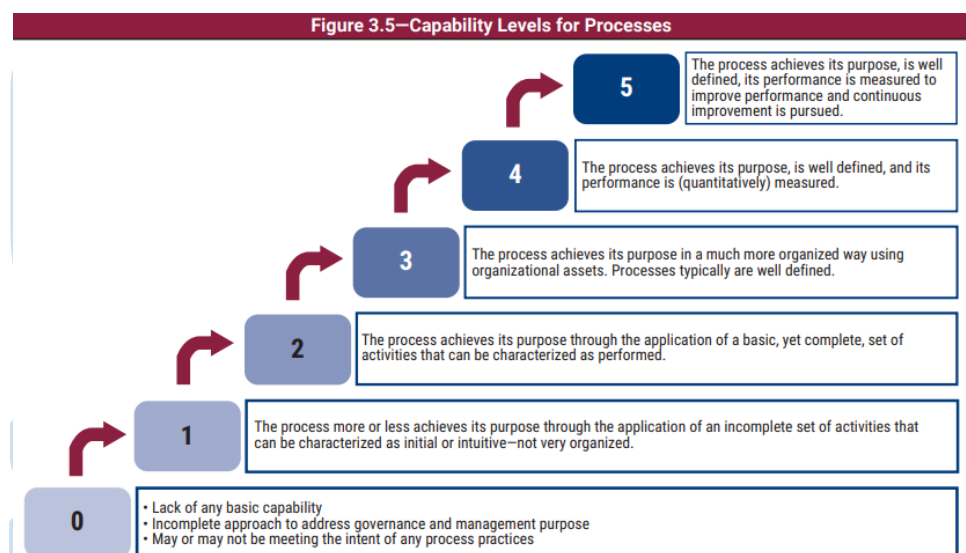 Figure 3.5—Capability Levels for Processes
5
The process achieves its purpose, is well
defined, its performance is measured to
improve performance and continuous
improvement is pursued.
4
The process achieves its purpose, is well defined, and its
performance is (quantitatively) measured.
3
The process achieves its purpose in a much more organized way using
organizational assets. Processes typically are well defined.
2
The process achieves its purpose through the application of a basic, yet complete, set of
activities that can be characterized as performed.
1
The process more or less achieves its purpose through the application of an incomplete set of activities that
can be characterized as initial or intuitive—not very organized.
0
• Lack of any basic capability
• Incomplete approach to address governance and management purpose
• May or may not be meeting the intent of any process practices